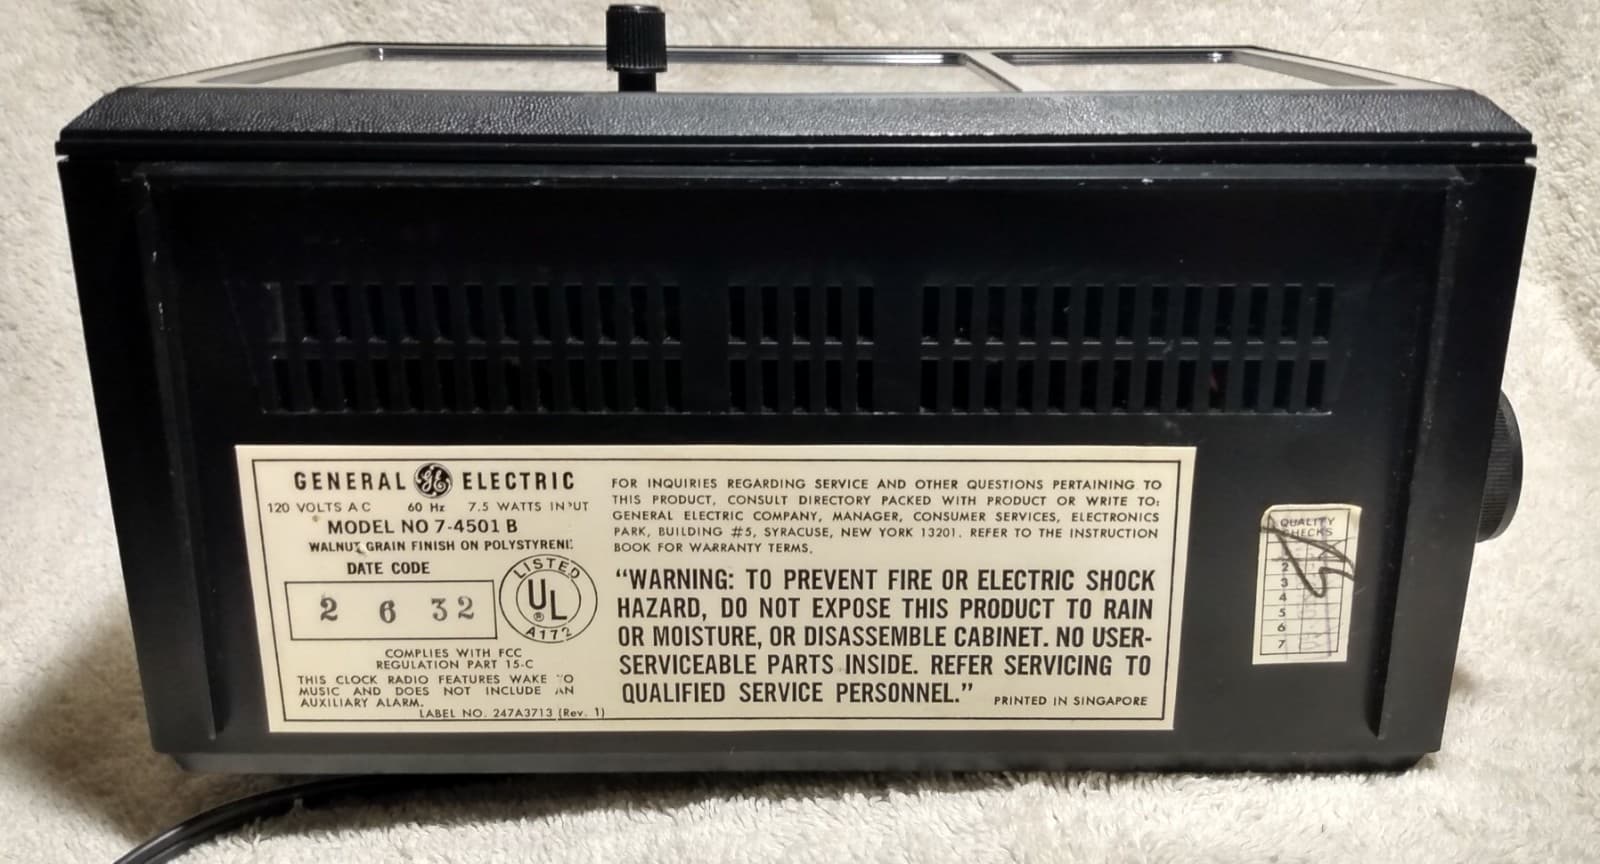 GENERAL GE ELECTRIC
120 VOLTS AC 60 Hz 7.5 WATTS INPUT
MODEL NO 7-4501 B
WALNUT GRAIN FINISH ON POLYSTYRENE
DATE CODE
2 6 32
LISTED
UL
®
A172
COMPLIES WITH FCC
REGULATION PART 15-C
THIS CLOCK RADIO FEATURES WAKE TO
MUSIC AND DOES NOT INCLUDE AN
AUXILIARY ALARM.
LABEL NO. 247A3713 (Rev. 1)
FOR INQUIRIES REGARDING SERVICE AND OTHER QUESTIONS PERTAINING TO
THIS PRODUCT, CONSULT DIRECTORY PACKED WITH PRODUCT OR WRITE TO:
GENERAL ELECTRIC COMPANY, MANAGER, CONSUMER SERVICES, ELECTRONICS
PARK, BUILDING #5, SYRACUSE, NEW YORK 13201. REFER TO THE INSTRUCTION
BOOK FOR WARRANTY TERMS.
“WARNING: TO PREVENT FIRE OR ELECTRIC SHOCK
HAZARD, DO NOT EXPOSE THIS PRODUCT TO RAIN
OR MOISTURE, OR DISASSEMBLE CABINET. NO USER-
SERVICEABLE PARTS INSIDE. REFER SERVICING TO
QUALIFIED SERVICE PERSONNEL.”
PRINTED IN SINGAPORE
QUALITY
CHECKS
2
3
4
5
6
7